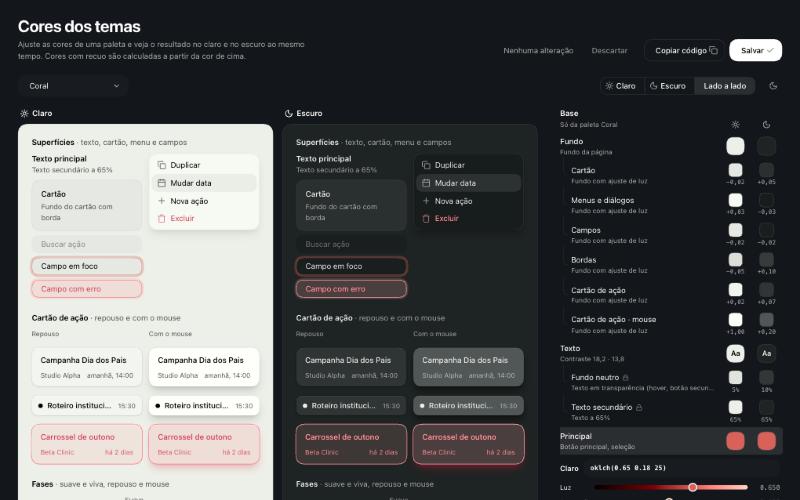 Cores dos temas
Ajuste as cores de uma paleta e veja o resultado no claro e no escuro ao mesmo
tempo. Cores com recuo são calculadas a partir da cor de cima.
Nenhuma alteração
Descartar
Copiar código
Salvar
Coral
Claro
Escuro
Lado a lado
Claro
Superfícies · texto, cartão, menu e campos
Texto principal
Texto secundário a 65%
Cartão
Fundo do cartão com
borda
Duplicar
Mudar data
Nova ação
Excluir
Buscar ação
Campo em foco
Campo com erro
Cartão de ação · repouso e com o mouse
Repouso
Com o mouse
Campanha Dia dos Pais
Studio Alpha amanhã, 14:00
Campanha Dia dos Pais
Studio Alpha amanhã, 14:00
Roteiro instituci... 15:30
Roteiro instituci... 15:30
Carrossel de outono
Beta Clinic há 2 dias
Carrossel de outono
Beta Clinic há 2 dias
Fases · suave e viva, repouso e mouse
Escuro
Superfícies · texto, cartão, menu e campos
Texto principal
Texto secundário a 65%
Cartão
Fundo do cartão com
borda
Duplicar
Mudar data
Nova ação
Excluir
Buscar ação
Campo em foco
Campo com erro
Cartão de ação · repouso e com o mouse
Repouso
Com o mouse
Campanha Dia dos Pais
Studio Alpha amanhã, 14:00
Campanha Dia dos Pais
Studio Alpha amanhã, 14:00
Roteiro instituci... 15:30
Roteiro instituci... 15:30
Carrossel de outono
Beta Clinic há 2 dias
Carrossel de outono
Beta Clinic há 2 dias
Fases · suave e viva, repouso e mouse
Base
Só da paleta Coral
Fundo
Fundo da página
Cartão
Fundo com ajuste de luz
−0,02 +0,05
Menus e diálogos
Fundo com ajuste de luz
+0,03 −0,03
Campos
Fundo com ajuste de luz
−0,02 −0,02
Bordas
Fundo com ajuste de luz
−0,05 +0,10
Cartão de ação
Fundo com ajuste de luz
+0,02 +0,07
Cartão de ação · mouse
Fundo com ajuste de luz
+1,00 +0,20
Texto
Contraste 18,2 · 13,8
Aa Aa
Fundo neutro
Texto em transparência (hover, botão secun...
5% 10%
Texto secundário
Texto a 65%
65% 65%
Principal
Botão principal, seleção
Claro oklch(0.65 0.18 25)
Luz 0.650